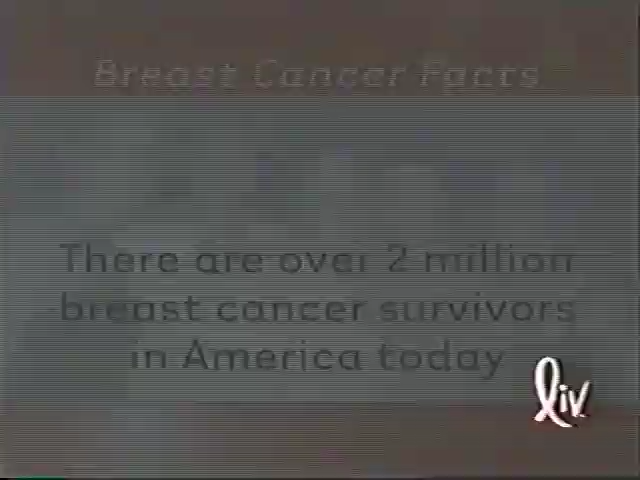 Breast Cancer Facts
There are over 2 million
breast cancer survivors
in America today
liv